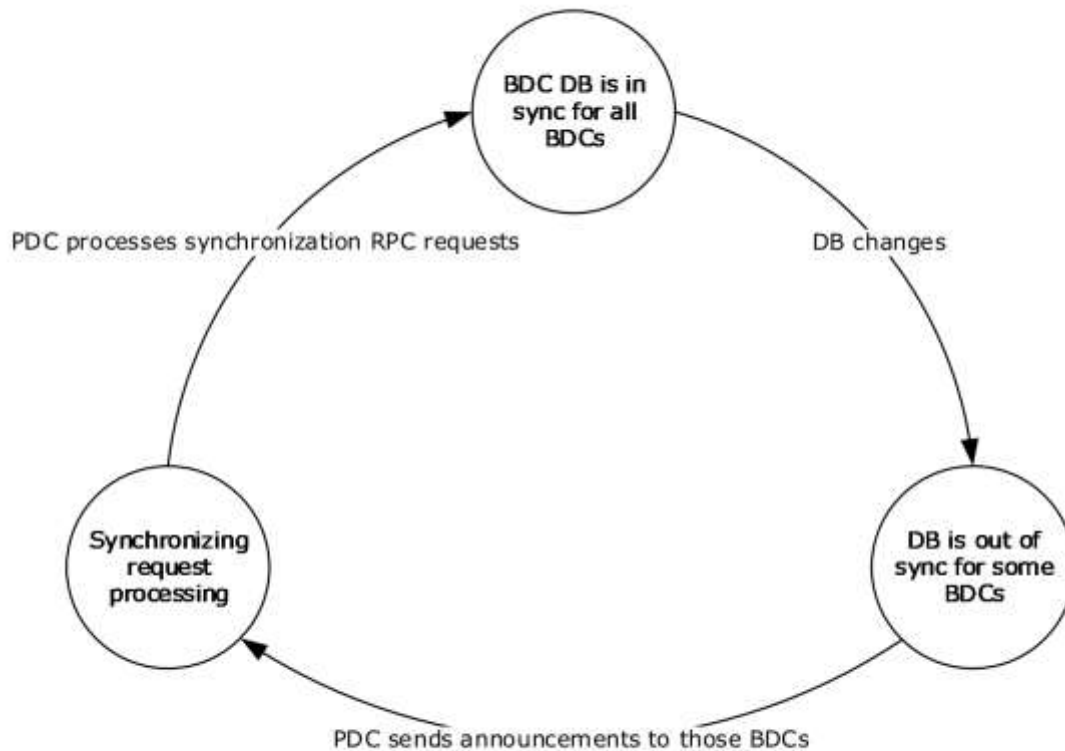 BDC DB is in
sync for all
BDCs
PDC processes synchronization RPC requests
DB changes
Synchronizing
request
processing
DB is out of
sync for some
BDCs
PDC sends announcements to those BDCs